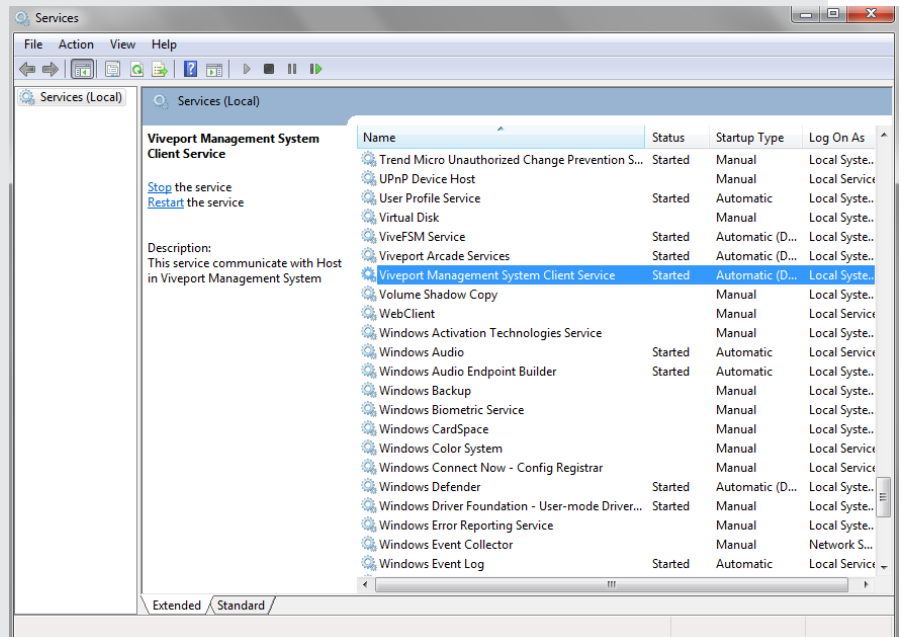 Services
File Action View Help
Services (Local)
Services (Local)
Viveport Management System
Client Service
Stop the service
Restart the service
Description:
This service communicate with Host
in Viveport Management System
Name Status Startup Type Log On As
Trend Micro Unauthorized Change Prevention S... Started Manual Local Syste..
UPnP Device Host Manual Local Service
User Profile Service Started Automatic Local Syste..
Virtual Disk Manual Local Syste..
ViveFSM Service Started Automatic (D... Local Syste..
Viveport Arcade Services Started Automatic (D... Local Syste..
Viveport Management System Client Service Started Automatic (D... Local Syste..
Volume Shadow Copy Manual Local Syste..
WebClient Manual Local Service
Windows Activation Technologies Service Manual Local Syste..
Windows Audio Started Automatic Local Service
Windows Audio Endpoint Builder Started Automatic Local Syste..
Windows Backup Manual Local Syste..
Windows Biometric Service Manual Local Syste..
Windows CardSpace Manual Local Syste..
Windows Color System Manual Local Service
Windows Connect Now - Config Registrar Manual Local Service
Windows Defender Started Automatic (D... Local Syste..
Windows Driver Foundation - User-mode Driver... Started Manual Local Syste..
Windows Error Reporting Service Manual Local Syste..
Windows Event Collector Manual Network S...
Windows Event Log Started Automatic Local Service
Extended Standard